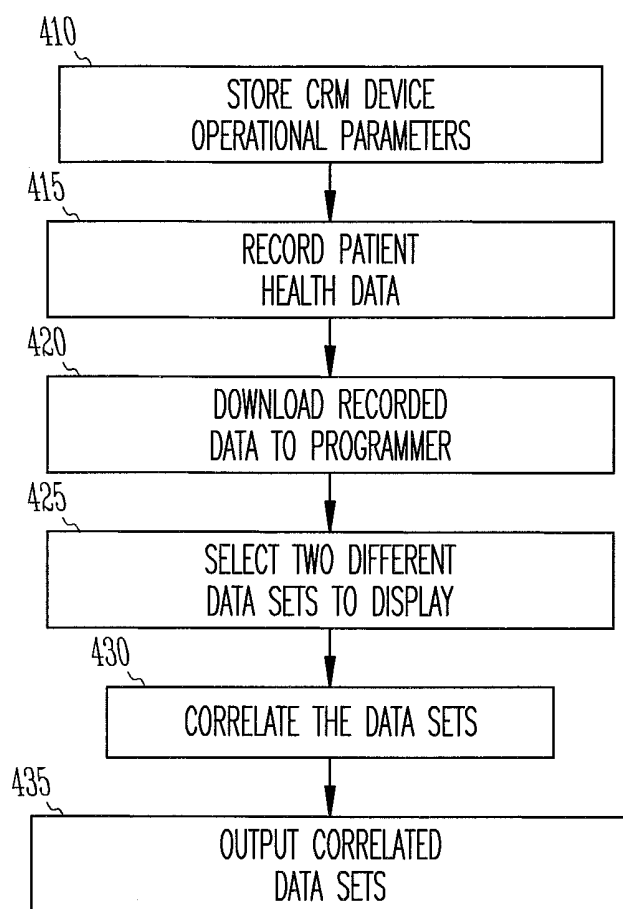 410
STORE CRM DEVICE
OPERATIONAL PARAMETERS
415
RECORD PATIENT
HEALTH DATA
420
DOWNLOAD RECORDED
DATA TO PROGRAMMER
425
SELECT TWO DIFFERENT
DATA SETS TO DISPLAY
430
CORRELATE THE DATA SETS
435
OUTPUT CORRELATED
DATA SETS